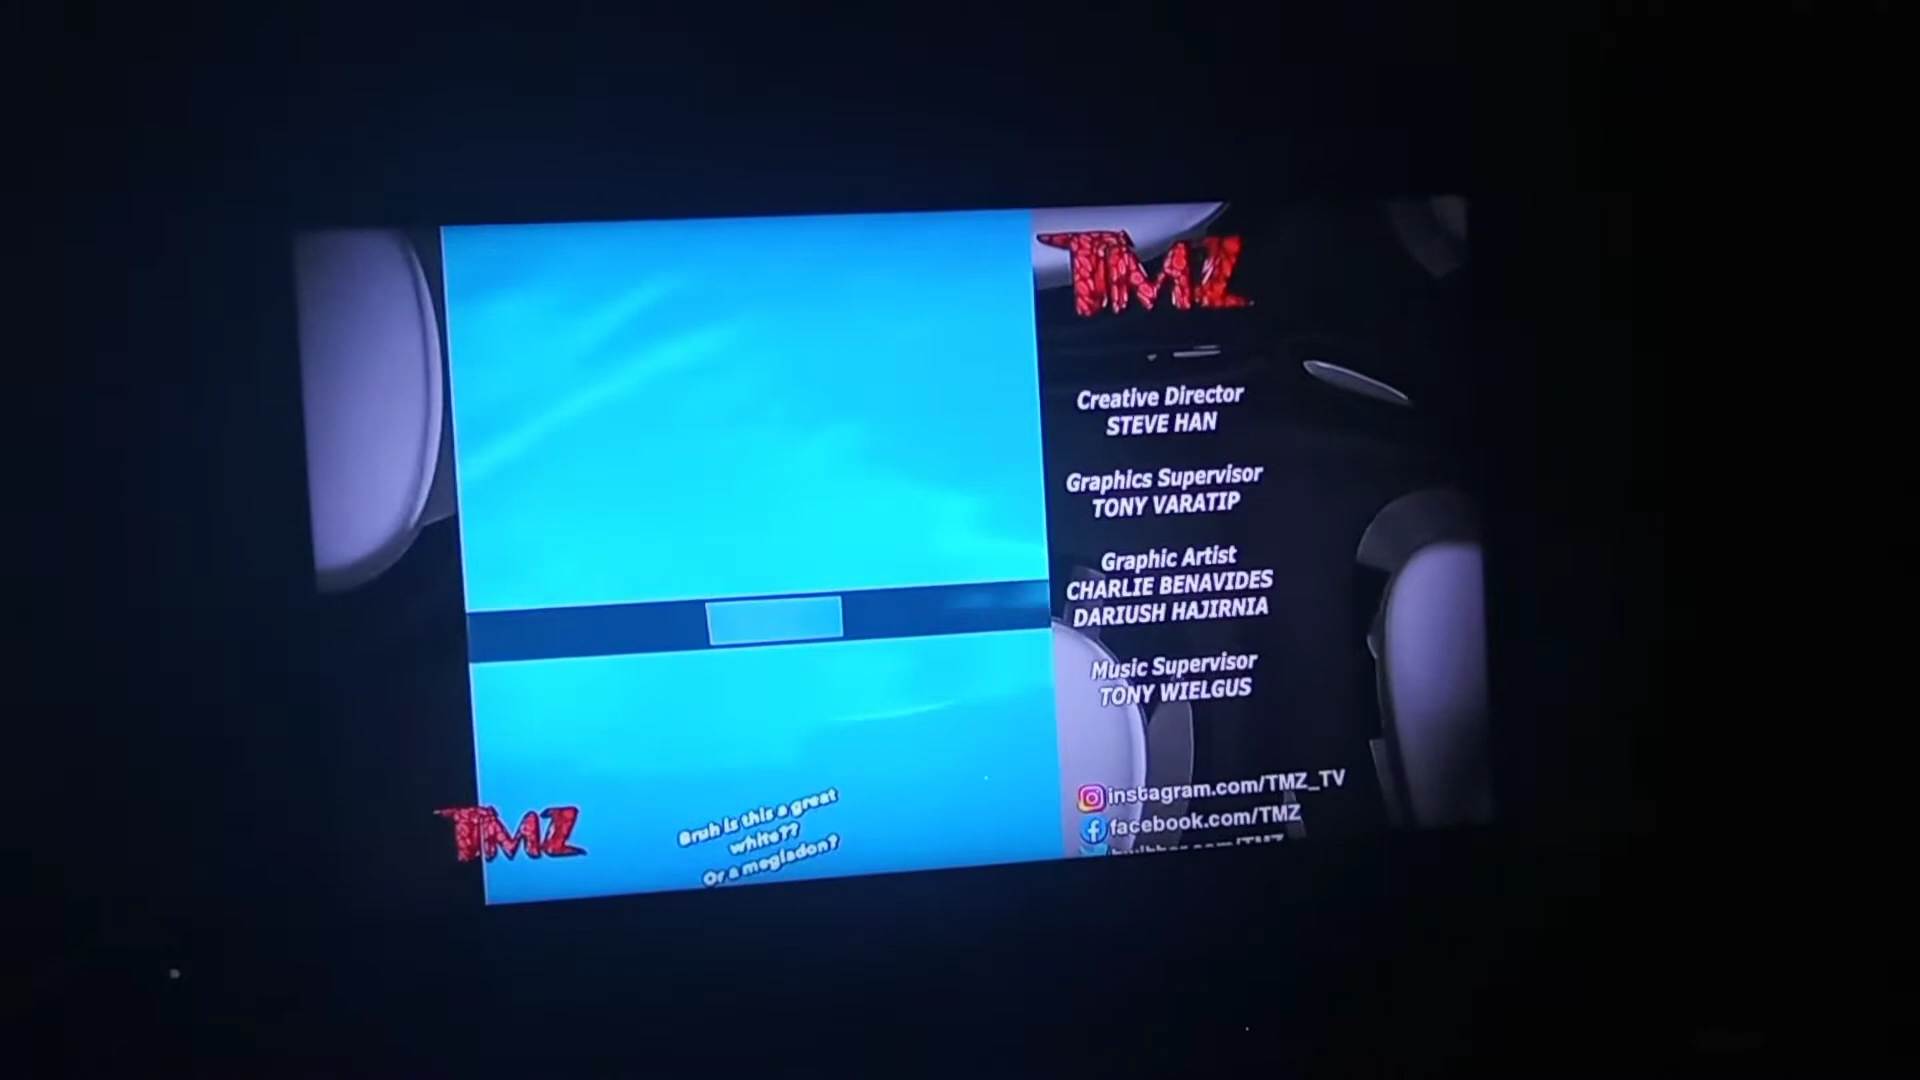 TMZ
Creative Director
STEVE HAN
Graphics Supervisor
TONY VARATIP
Graphic Artist
CHARLIE BENAVIDES
DARIUSH HAJIRNIA
Music Supervisor
TONY WIELGUS
instagram.com/TMZ_TV
facebook.com/TMZ
TMZ
Bruh is this a great
white??
Or a megladon?